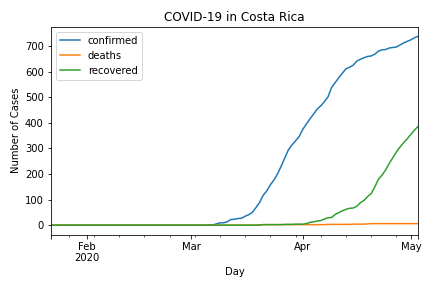 COVID-19 in Costa Rica
confirmed
deaths
recovered
Number of Cases
700
600
500
400
300
200
100
0
Feb
2020
Mar
Apr
May
Day